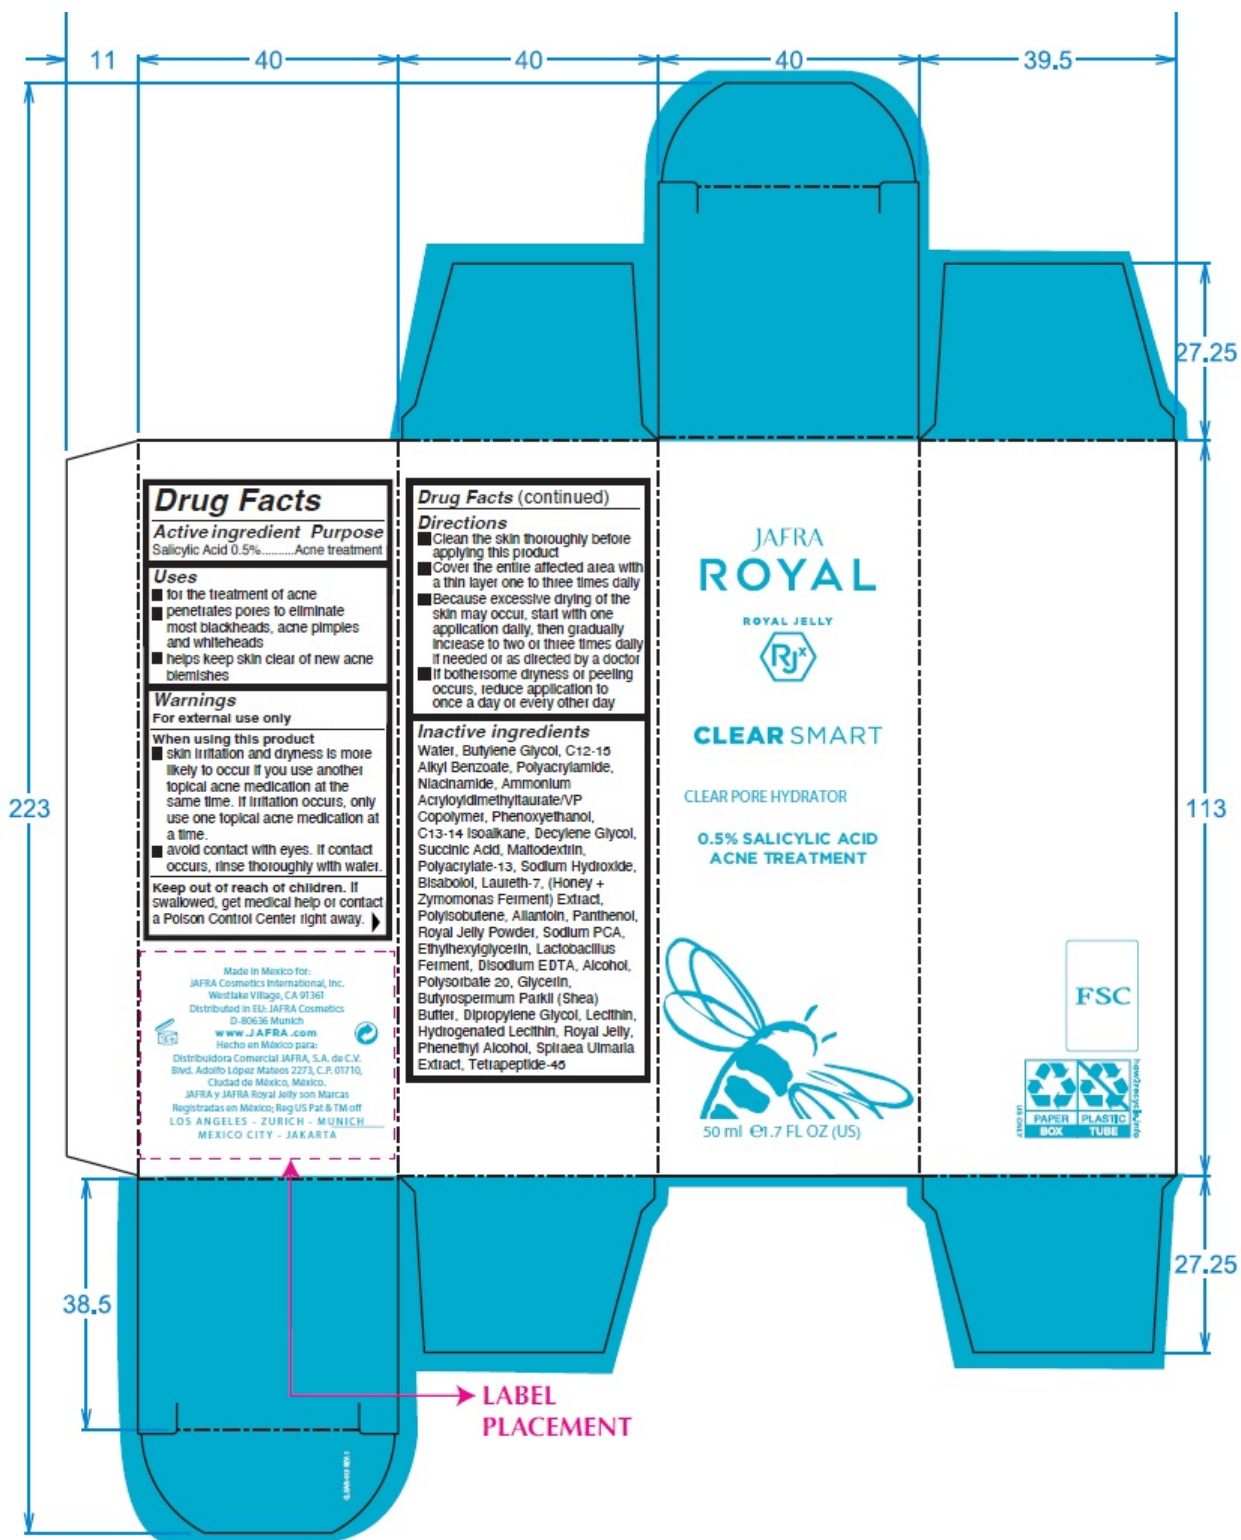 11
40
40
40
39.5
27.25
223
113
38.5
27.25
Drug Facts
Active ingredient Purpose
Salicylic Acid 0.5%..........Acne treatment
Uses
■ for the treatment of acne
■ penetrates pores to eliminate
most blackheads, acne pimples
and whiteheads
■ helps keep skin clear of new acne
blemishes
Warnings
For external use only
When using this product
■ skin irritation and dryness is more
likely to occur if you use another
topical acne medication at the
same time. If irritation occurs, only
use one topical acne medication at
a time.
■ avoid contact with eyes. If contact
occurs, rinse thoroughly with water.
Keep out of reach of children. If
swallowed, get medical help or contact
a Poison Control Center right away.
Made in Mexico for:
JAFRA Cosmetics International, Inc.
Westlake Village, CA 91361
Distributed in EU: JAFRA Cosmetics
D-80636 Munich
www.JAFRA.com
Hecho en México para:
Distribuidora Comercial JAFRA, S.A. de C.V.
Blvd. Adolfo López Mateos 2273, C.P. 01710,
Ciudad de México, México.
JAFRA y JAFRA Royal Jelly son Marcas
Registradas en México; Reg US Pat & TM off
LOS ANGELES - ZURICH - MUNICH
MEXICO CITY - JAKARTA
Drug Facts (continued)
Directions
■ Clean the skin thoroughly before
applying this product
■ Cover the entire affected area with
a thin layer one to three times daily
■ Because excessive drying of the
skin may occur, start with one
application daily, then gradually
increase to two or three times daily
if needed or as directed by a doctor
■ If bothersome dryness or peeling
occurs, reduce application to
once a day or every other day
Inactive ingredients
Water, Butylene Glycol, C12-15
Alkyl Benzoate, Polyacrylamide,
Niacinamide, Ammonium
Acryloyldimethyltaurate/VP
Copolymer, Phenoxyethanol,
C13-14 Isoalkane, Decylene Glycol,
Succinic Acid, Maltodextrin,
Polyacrylate-13, Sodium Hydroxide,
Bisabolol, Laureth-7, (Honey +
Zymomonas Ferment) Extract,
Polyisobutene, Allantoin, Panthenol,
Royal Jelly Powder, Sodium PCA,
Ethylhexylglycerin, Lactobacillus
Ferment, Disodium EDTA, Alcohol,
Polysorbate 20, Glycerin,
Butyrospermum Parkii (Shea)
Butter, Dipropylene Glycol, Lecithin,
Hydrogenated Lecithin, Royal Jelly,
Phenethyl Alcohol, Spiraea Ulmaria
Extract, Tetrapeptide-45
JAFRA
ROYAL
ROYAL JELLY
RJx
CLEAR SMART
CLEAR PORE HYDRATOR
0.5% SALICYLIC ACID
ACNE TREATMENT
50 ml ℮1.7 FL OZ (US)
FSC
PAPER
BOX
PLASTIC
TUBE
US ONLY
how2recycle.info
LABEL
PLACEMENT